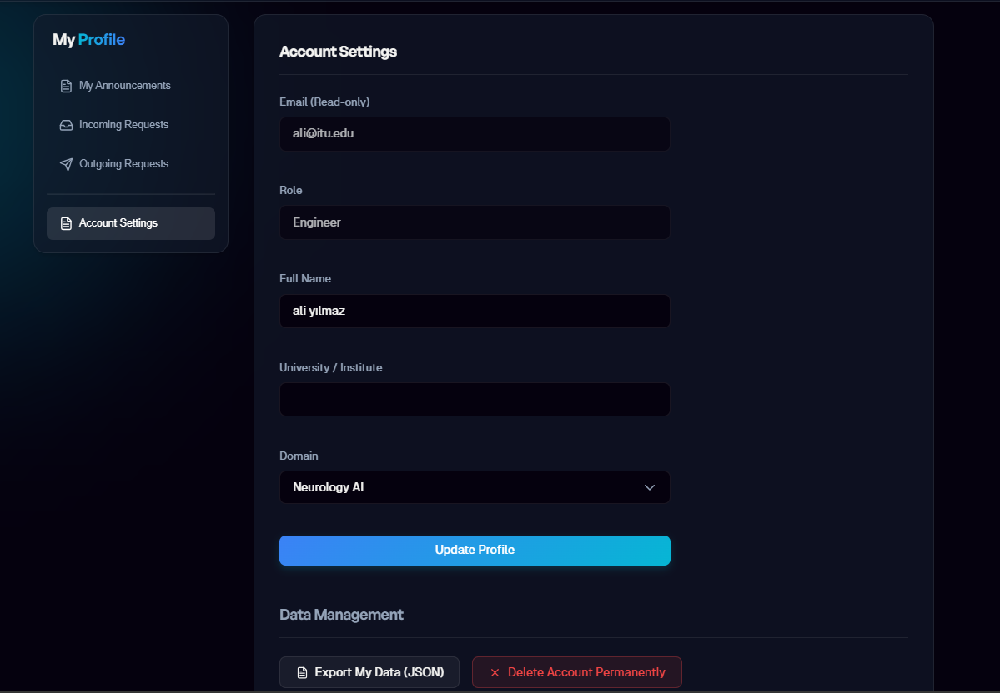 My Profile
My Announcements
Incoming Requests
Outgoing Requests
Account Settings
Account Settings
Email (Read-only)
ali@itu.edu
Role
Engineer
Full Name
ali yılmaz
University / Institute
Domain
Neurology AI
Update Profile
Data Management
Export My Data (JSON)
Delete Account Permanently